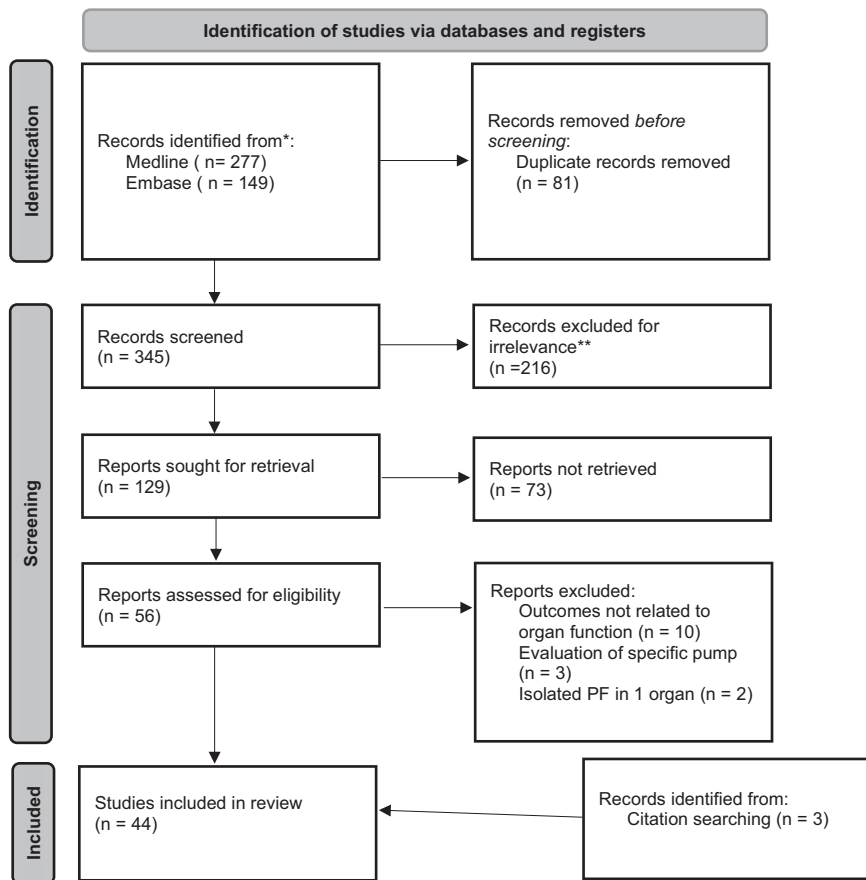 Identification of studies via databases and registers
Identification
Records identified from*:
Medline ( n= 277)
Embase ( n = 149)
Records removed before
screening:
Duplicate records removed
(n = 81)
Screening
Records screened
(n = 345)
Records excluded for
irrelevance**
(n =216)
Reports sought for retrieval
(n = 129)
Reports not retrieved
(n = 73)
Reports assessed for eligibility
(n = 56)
Reports excluded:
Outcomes not related to
organ function (n = 10)
Evaluation of specific pump
(n = 3)
Isolated PF in 1 organ (n = 2)
Included
Studies included in review
(n = 44)
Records identified from:
Citation searching (n = 3)